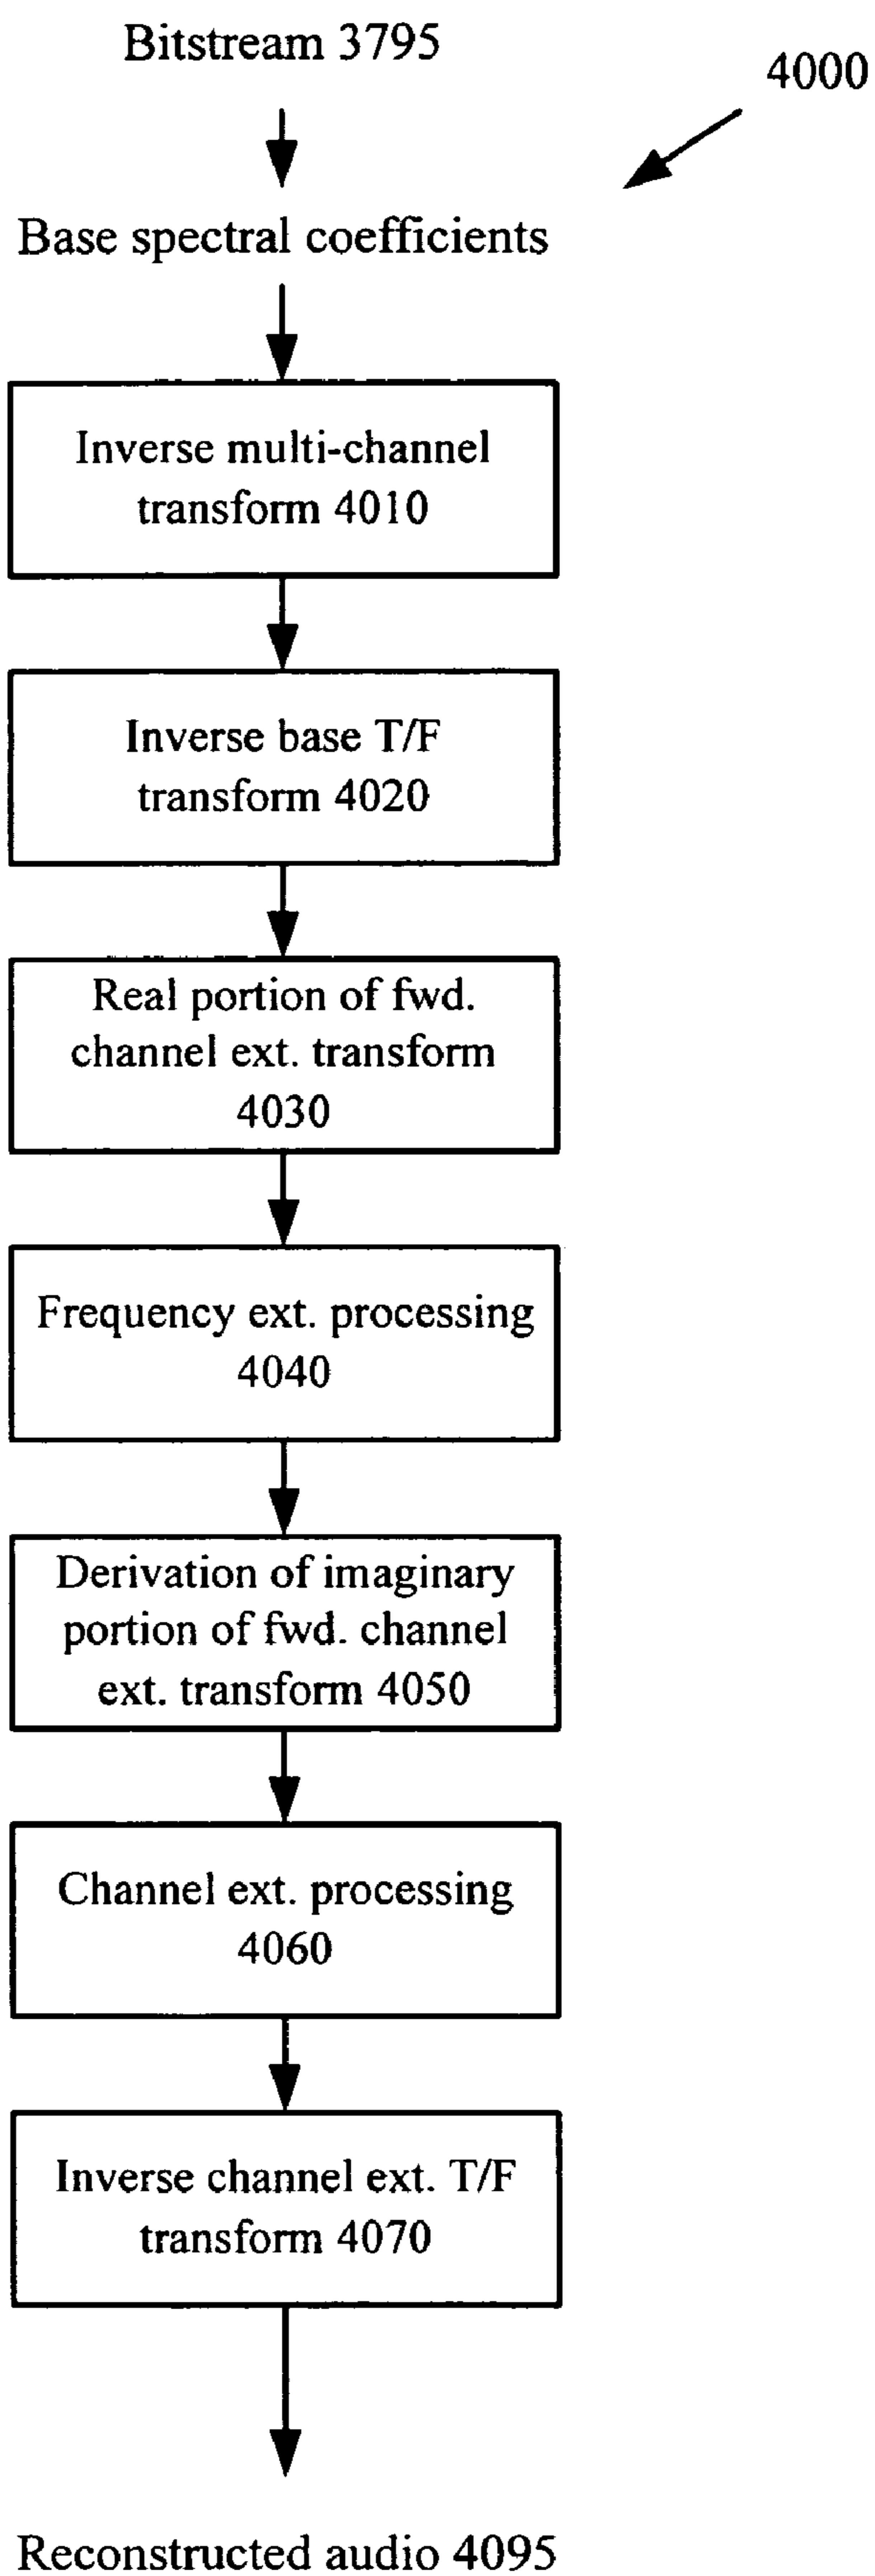 Bitstream 3795
4000
Base spectral coefficients
Inverse multi-channel
transform 4010
Inverse base T/F
transform 4020
Real portion of fwd.
channel ext. transform
4030
Frequency ext. processing
4040
Derivation of imaginary
portion of fwd. channel
ext. transform 4050
Channel ext. processing
4060
Inverse channel ext. T/F
transform 4070
Reconstructed audio 4095